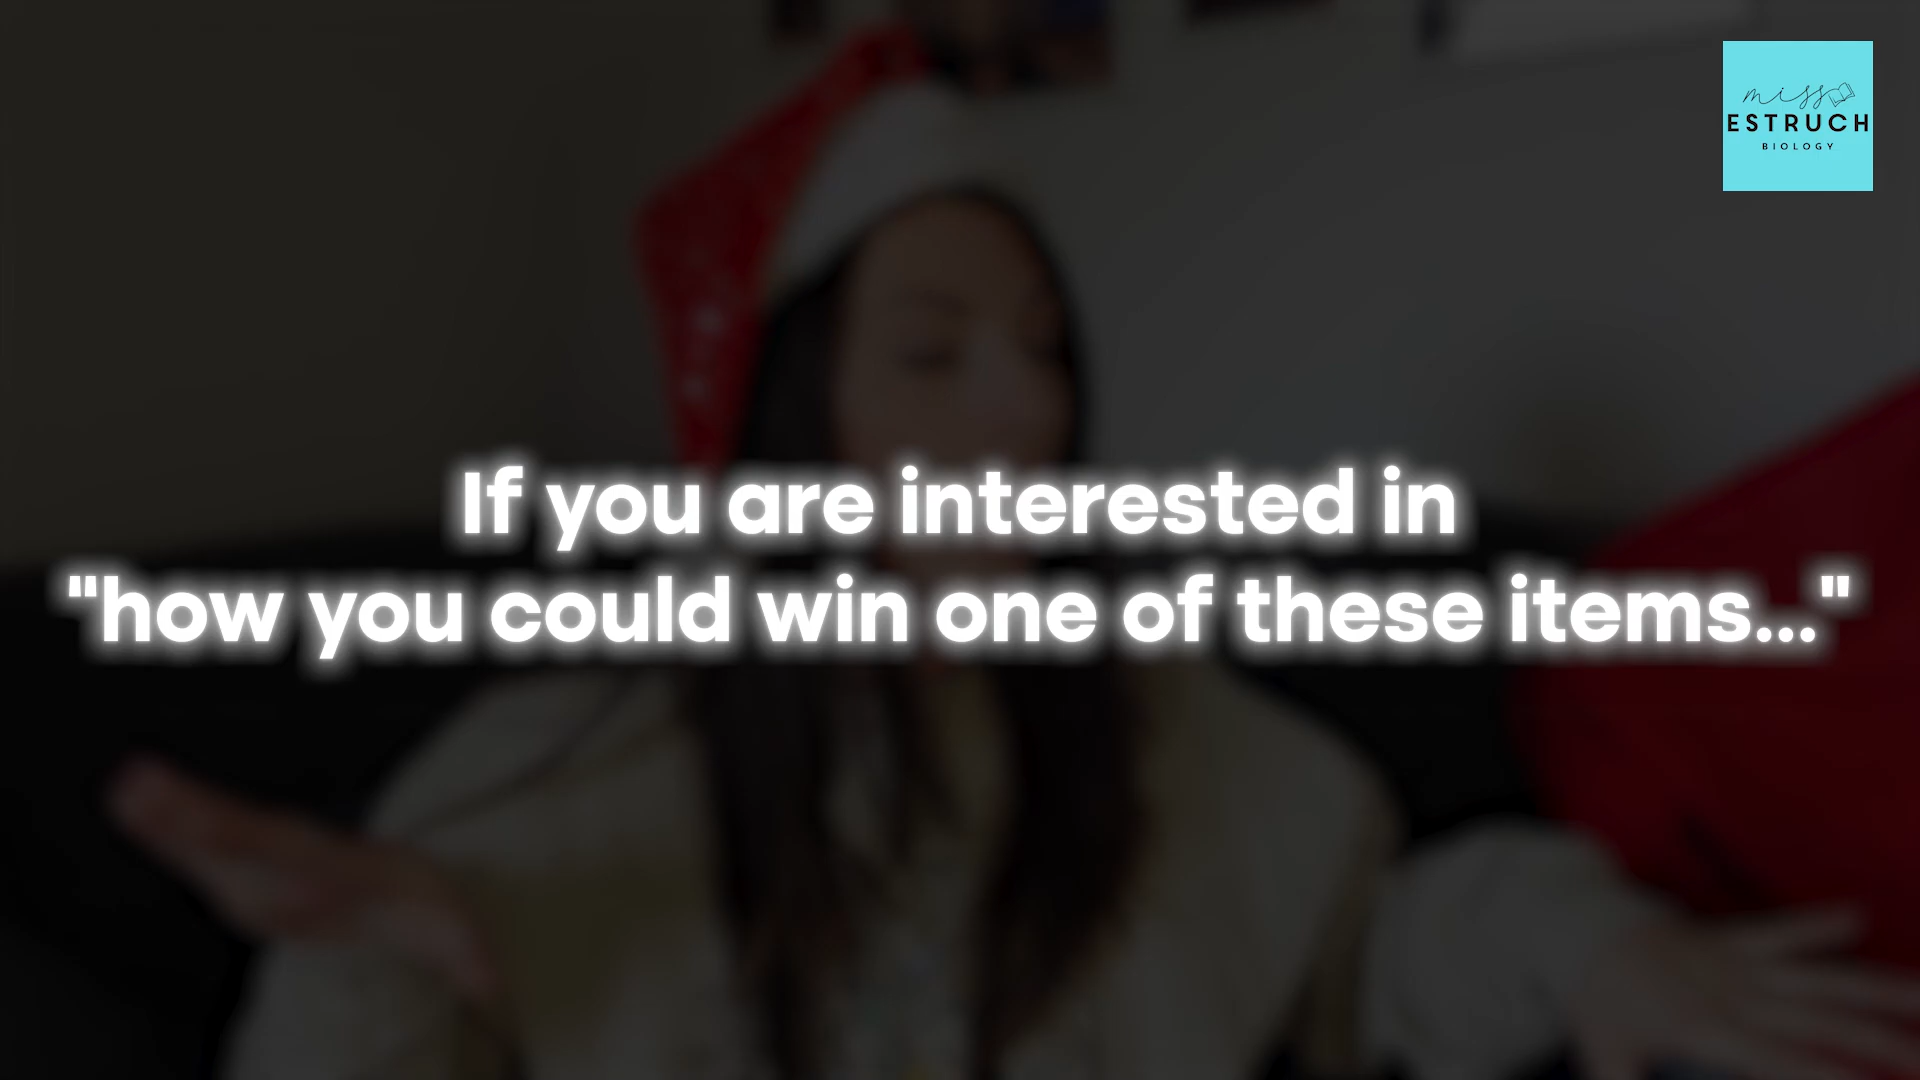 miss
ESTRUCH
BIOLOGY
If you are interested in
"how you could win one of these items..."